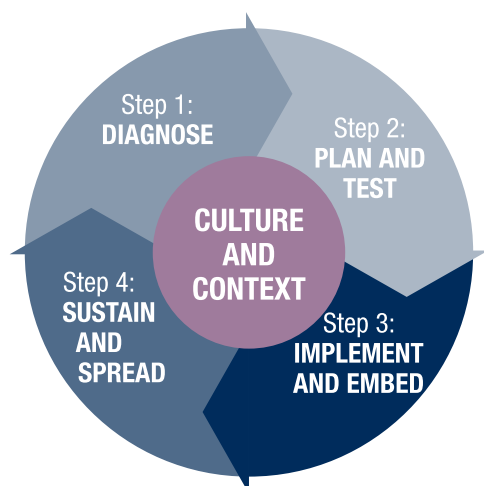 Step 1:
DIAGNOSE
Step 2:
PLAN AND
TEST
CULTURE
AND
CONTEXT
Step 3:
IMPLEMENT
AND EMBED
Step 4:
SUSTAIN
AND
SPREAD